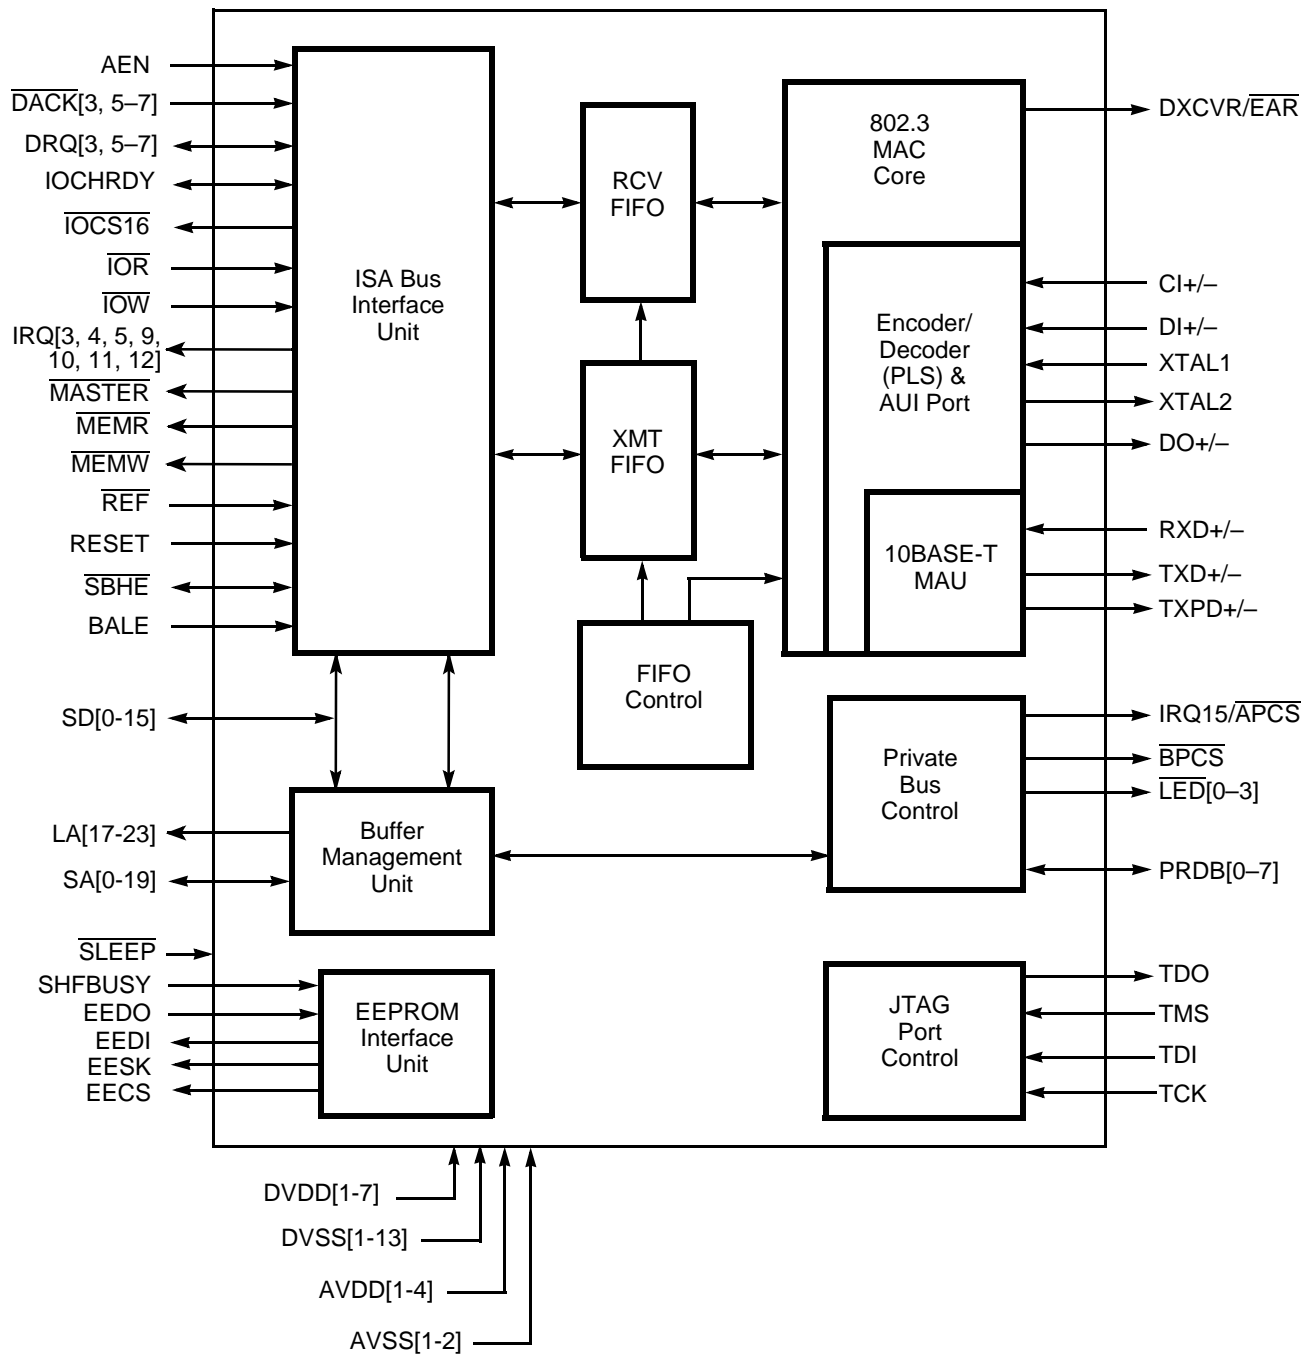 AEN
DACK[3, 5–7]
DRQ[3, 5–7]
IOCHRDY
IOCS16
IOR
IOW
IRQ[3, 4, 5, 9,
10, 11, 12]
MASTER
MEMR
MEMW
REF
RESET
SBHE
BALE
SD[0-15]
LA[17-23]
SA[0-19]
SLEEP
SHFBUSY
EEDO
EEDI
EESK
EECS
ISA Bus
Interface
Unit
Buffer
Management
Unit
EEPROM
Interface
Unit
RCV
FIFO
XMT
FIFO
FIFO
Control
802.3
MAC
Core
Encoder/
Decoder
(PLS) &
AUI Port
10BASE-T
MAU
Private
Bus
Control
JTAG
Port
Control
DXCVR/EAR
CI+/–
DI+/–
XTAL1
XTAL2
DO+/–
RXD+/–
TXD+/–
TXPD+/–
IRQ15/APCS
BPCS
LED[0–3]
PRDB[0–7]
TDO
TMS
TDI
TCK
DVDD[1-7]
DVSS[1-13]
AVDD[1-4]
AVSS[1-2]